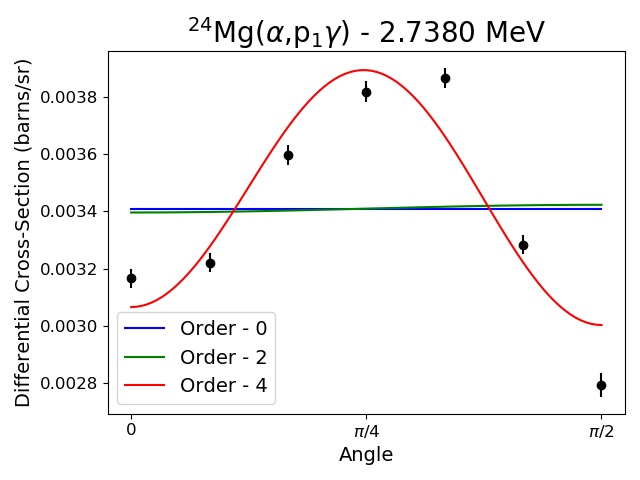 ²⁴Mg(α,p₁γ) - 2.7380 MeV
Differential Cross-Section (barns/sr)
0.0038
0.0036
0.0034
0.0032
0.0030
0.0028
Order - 0
Order - 2
Order - 4
0
π/4
π/2
Angle